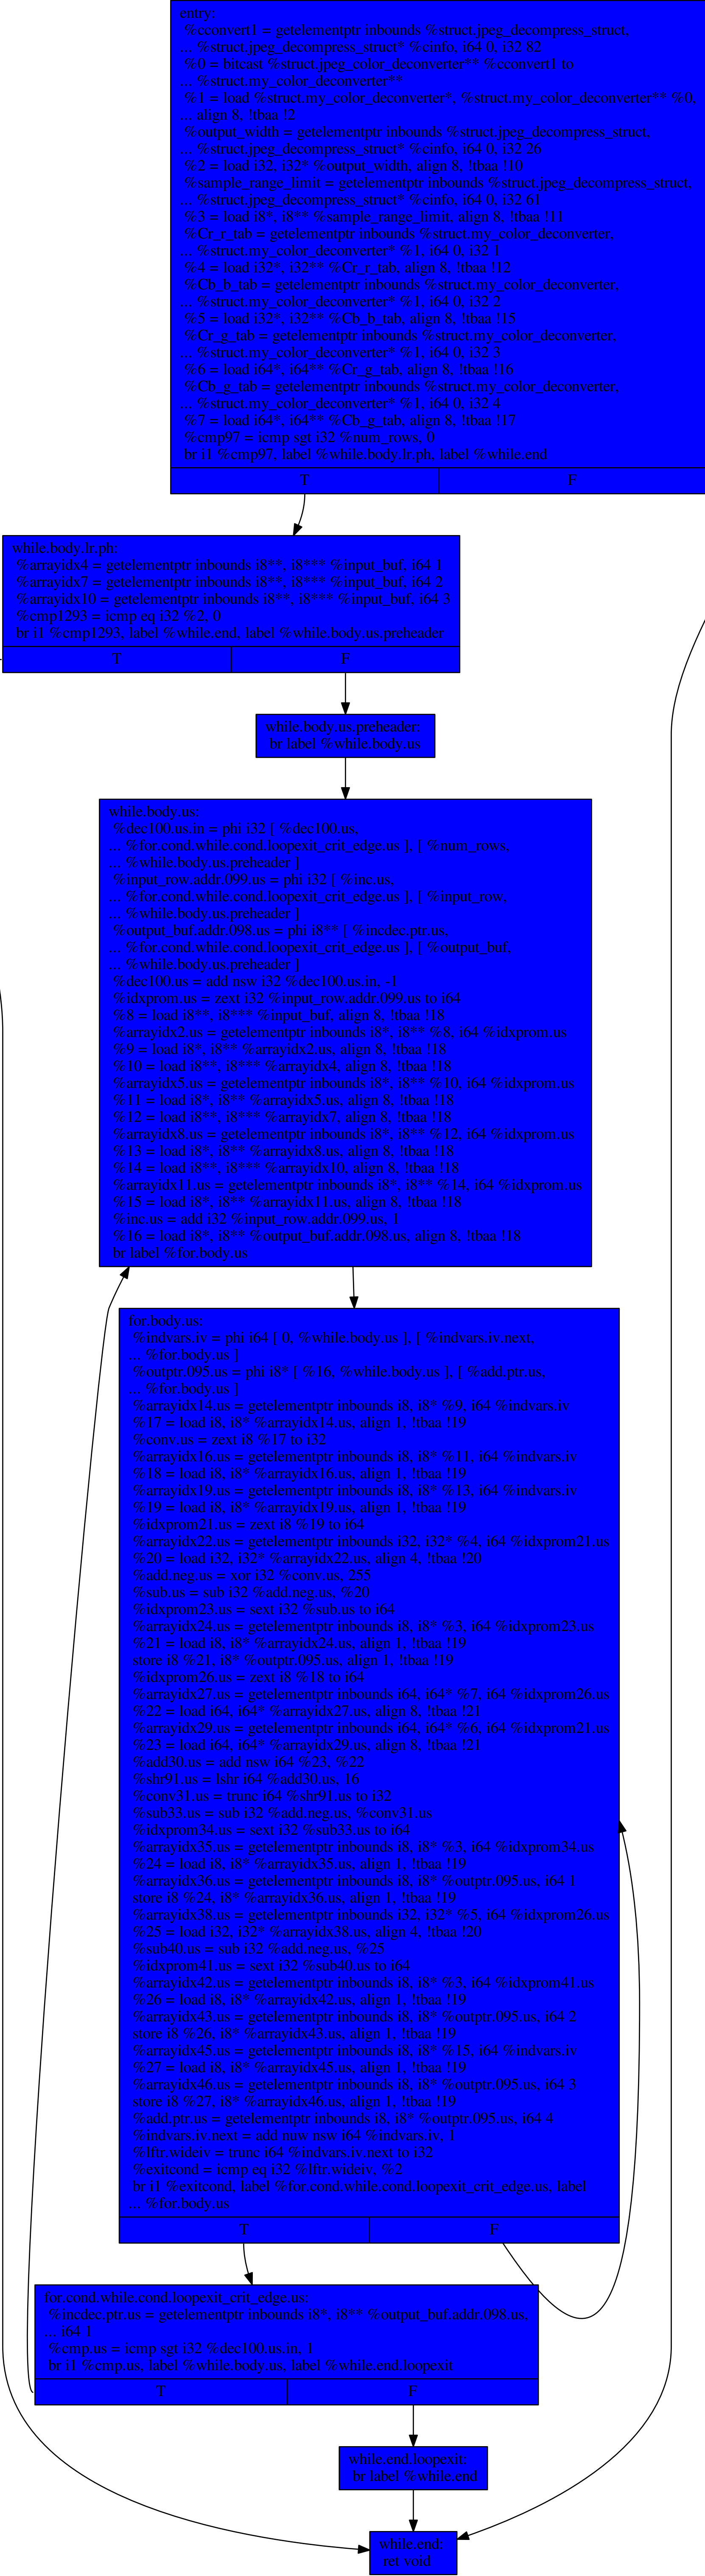 entry:
%cconvert1 = getelementptr inbounds %struct.jpeg_decompress_struct,
... %struct.jpeg_decompress_struct* %cinfo, i64 0, i32 82
%0 = bitcast %struct.jpeg_color_deconverter** %cconvert1 to
... %struct.my_color_deconverter**
%1 = load %struct.my_color_deconverter*, %struct.my_color_deconverter** %0,
... align 8, !tbaa !2
%output_width = getelementptr inbounds %struct.jpeg_decompress_struct,
... %struct.jpeg_decompress_struct* %cinfo, i64 0, i32 26
%2 = load i32, i32* %output_width, align 8, !tbaa !10
%sample_range_limit = getelementptr inbounds %struct.jpeg_decompress_struct,
... %struct.jpeg_decompress_struct* %cinfo, i64 0, i32 61
%3 = load i8*, i8** %sample_range_limit, align 8, !tbaa !11
%Cr_r_tab = getelementptr inbounds %struct.my_color_deconverter,
... %struct.my_color_deconverter* %1, i64 0, i32 1
%4 = load i32*, i32** %Cr_r_tab, align 8, !tbaa !12
%Cb_b_tab = getelementptr inbounds %struct.my_color_deconverter,
... %struct.my_color_deconverter* %1, i64 0, i32 2
%5 = load i32*, i32** %Cb_b_tab, align 8, !tbaa !15
%Cr_g_tab = getelementptr inbounds %struct.my_color_deconverter,
... %struct.my_color_deconverter* %1, i64 0, i32 3
%6 = load i64*, i64** %Cr_g_tab, align 8, !tbaa !16
%Cb_g_tab = getelementptr inbounds %struct.my_color_deconverter,
... %struct.my_color_deconverter* %1, i64 0, i32 4
%7 = load i64*, i64** %Cb_g_tab, align 8, !tbaa !17
%cmp97 = icmp sgt i32 %num_rows, 0
br i1 %cmp97, label %while.body.lr.ph, label %while.end
T F
while.body.lr.ph:
%arrayidx4 = getelementptr inbounds i8**, i8*** %input_buf, i64 1
%arrayidx7 = getelementptr inbounds i8**, i8*** %input_buf, i64 2
%arrayidx10 = getelementptr inbounds i8**, i8*** %input_buf, i64 3
%cmp1293 = icmp eq i32 %2, 0
br i1 %cmp1293, label %while.end, label %while.body.us.preheader
T F
while.body.us.preheader:
br label %while.body.us
while.body.us:
%dec100.us.in = phi i32 [ %dec100.us,
... %for.cond.while.cond.loopexit_crit_edge.us ], [ %num_rows,
... %while.body.us.preheader ]
%input_row.addr.099.us = phi i32 [ %inc.us,
... %for.cond.while.cond.loopexit_crit_edge.us ], [ %input_row,
... %while.body.us.preheader ]
%output_buf.addr.098.us = phi i8** [ %incdec.ptr.us,
... %for.cond.while.cond.loopexit_crit_edge.us ], [ %output_buf,
... %while.body.us.preheader ]
%dec100.us = add nsw i32 %dec100.us.in, -1
%idxprom.us = zext i32 %input_row.addr.099.us to i64
%8 = load i8**, i8*** %input_buf, align 8, !tbaa !18
%arrayidx2.us = getelementptr inbounds i8*, i8** %8, i64 %idxprom.us
%9 = load i8*, i8** %arrayidx2.us, align 8, !tbaa !18
%10 = load i8**, i8*** %arrayidx4, align 8, !tbaa !18
%arrayidx5.us = getelementptr inbounds i8*, i8** %10, i64 %idxprom.us
%11 = load i8*, i8** %arrayidx5.us, align 8, !tbaa !18
%12 = load i8**, i8*** %arrayidx7, align 8, !tbaa !18
%arrayidx8.us = getelementptr inbounds i8*, i8** %12, i64 %idxprom.us
%13 = load i8*, i8** %arrayidx8.us, align 8, !tbaa !18
%14 = load i8**, i8*** %arrayidx10, align 8, !tbaa !18
%arrayidx11.us = getelementptr inbounds i8*, i8** %14, i64 %idxprom.us
%15 = load i8*, i8** %arrayidx11.us, align 8, !tbaa !18
%inc.us = add i32 %input_row.addr.099.us, 1
%16 = load i8*, i8** %output_buf.addr.098.us, align 8, !tbaa !18
br label %for.body.us
for.body.us:
%indvars.iv = phi i64 [ 0, %while.body.us ], [ %indvars.iv.next,
... %for.body.us ]
%outptr.095.us = phi i8* [ %16, %while.body.us ], [ %add.ptr.us,
... %for.body.us ]
%arrayidx14.us = getelementptr inbounds i8, i8* %9, i64 %indvars.iv
%17 = load i8, i8* %arrayidx14.us, align 1, !tbaa !19
%conv.us = zext i8 %17 to i32
%arrayidx16.us = getelementptr inbounds i8, i8* %11, i64 %indvars.iv
%18 = load i8, i8* %arrayidx16.us, align 1, !tbaa !19
%arrayidx19.us = getelementptr inbounds i8, i8* %13, i64 %indvars.iv
%19 = load i8, i8* %arrayidx19.us, align 1, !tbaa !19
%idxprom21.us = zext i8 %19 to i64
%arrayidx22.us = getelementptr inbounds i32, i32* %4, i64 %idxprom21.us
%20 = load i32, i32* %arrayidx22.us, align 4, !tbaa !20
%add.neg.us = xor i32 %conv.us, 255
%sub.us = sub i32 %add.neg.us, %20
%idxprom23.us = sext i32 %sub.us to i64
%arrayidx24.us = getelementptr inbounds i8, i8* %3, i64 %idxprom23.us
%21 = load i8, i8* %arrayidx24.us, align 1, !tbaa !19
store i8 %21, i8* %outptr.095.us, align 1, !tbaa !19
%idxprom26.us = zext i8 %18 to i64
%arrayidx27.us = getelementptr inbounds i64, i64* %7, i64 %idxprom26.us
%22 = load i64, i64* %arrayidx27.us, align 8, !tbaa !21
%arrayidx29.us = getelementptr inbounds i64, i64* %6, i64 %idxprom21.us
%23 = load i64, i64* %arrayidx29.us, align 8, !tbaa !21
%add30.us = add nsw i64 %23, %22
%shr91.us = lshr i64 %add30.us, 16
%conv31.us = trunc i64 %shr91.us to i32
%sub33.us = sub i32 %add.neg.us, %conv31.us
%idxprom34.us = sext i32 %sub33.us to i64
%arrayidx35.us = getelementptr inbounds i8, i8* %3, i64 %idxprom34.us
%24 = load i8, i8* %arrayidx35.us, align 1, !tbaa !19
%arrayidx36.us = getelementptr inbounds i8, i8* %outptr.095.us, i64 1
store i8 %24, i8* %arrayidx36.us, align 1, !tbaa !19
%arrayidx38.us = getelementptr inbounds i32, i32* %5, i64 %idxprom26.us
%25 = load i32, i32* %arrayidx38.us, align 4, !tbaa !20
%sub40.us = sub i32 %add.neg.us, %25
%idxprom41.us = sext i32 %sub40.us to i64
%arrayidx42.us = getelementptr inbounds i8, i8* %3, i64 %idxprom41.us
%26 = load i8, i8* %arrayidx42.us, align 1, !tbaa !19
%arrayidx43.us = getelementptr inbounds i8, i8* %outptr.095.us, i64 2
store i8 %26, i8* %arrayidx43.us, align 1, !tbaa !19
%arrayidx45.us = getelementptr inbounds i8, i8* %15, i64 %indvars.iv
%27 = load i8, i8* %arrayidx45.us, align 1, !tbaa !19
%arrayidx46.us = getelementptr inbounds i8, i8* %outptr.095.us, i64 3
store i8 %27, i8* %arrayidx46.us, align 1, !tbaa !19
%add.ptr.us = getelementptr inbounds i8, i8* %outptr.095.us, i64 4
%indvars.iv.next = add nuw nsw i64 %indvars.iv, 1
%lftr.wideiv = trunc i64 %indvars.iv.next to i32
%exitcond = icmp eq i32 %lftr.wideiv, %2
br i1 %exitcond, label %for.cond.while.cond.loopexit_crit_edge.us, label
... %for.body.us
T F
for.cond.while.cond.loopexit_crit_edge.us:
%incdec.ptr.us = getelementptr inbounds i8*, i8** %output_buf.addr.098.us,
... i64 1
%cmp.us = icmp sgt i32 %dec100.us.in, 1
br i1 %cmp.us, label %while.body.us, label %while.end.loopexit
T F
while.end.loopexit:
br label %while.end
while.end:
ret void